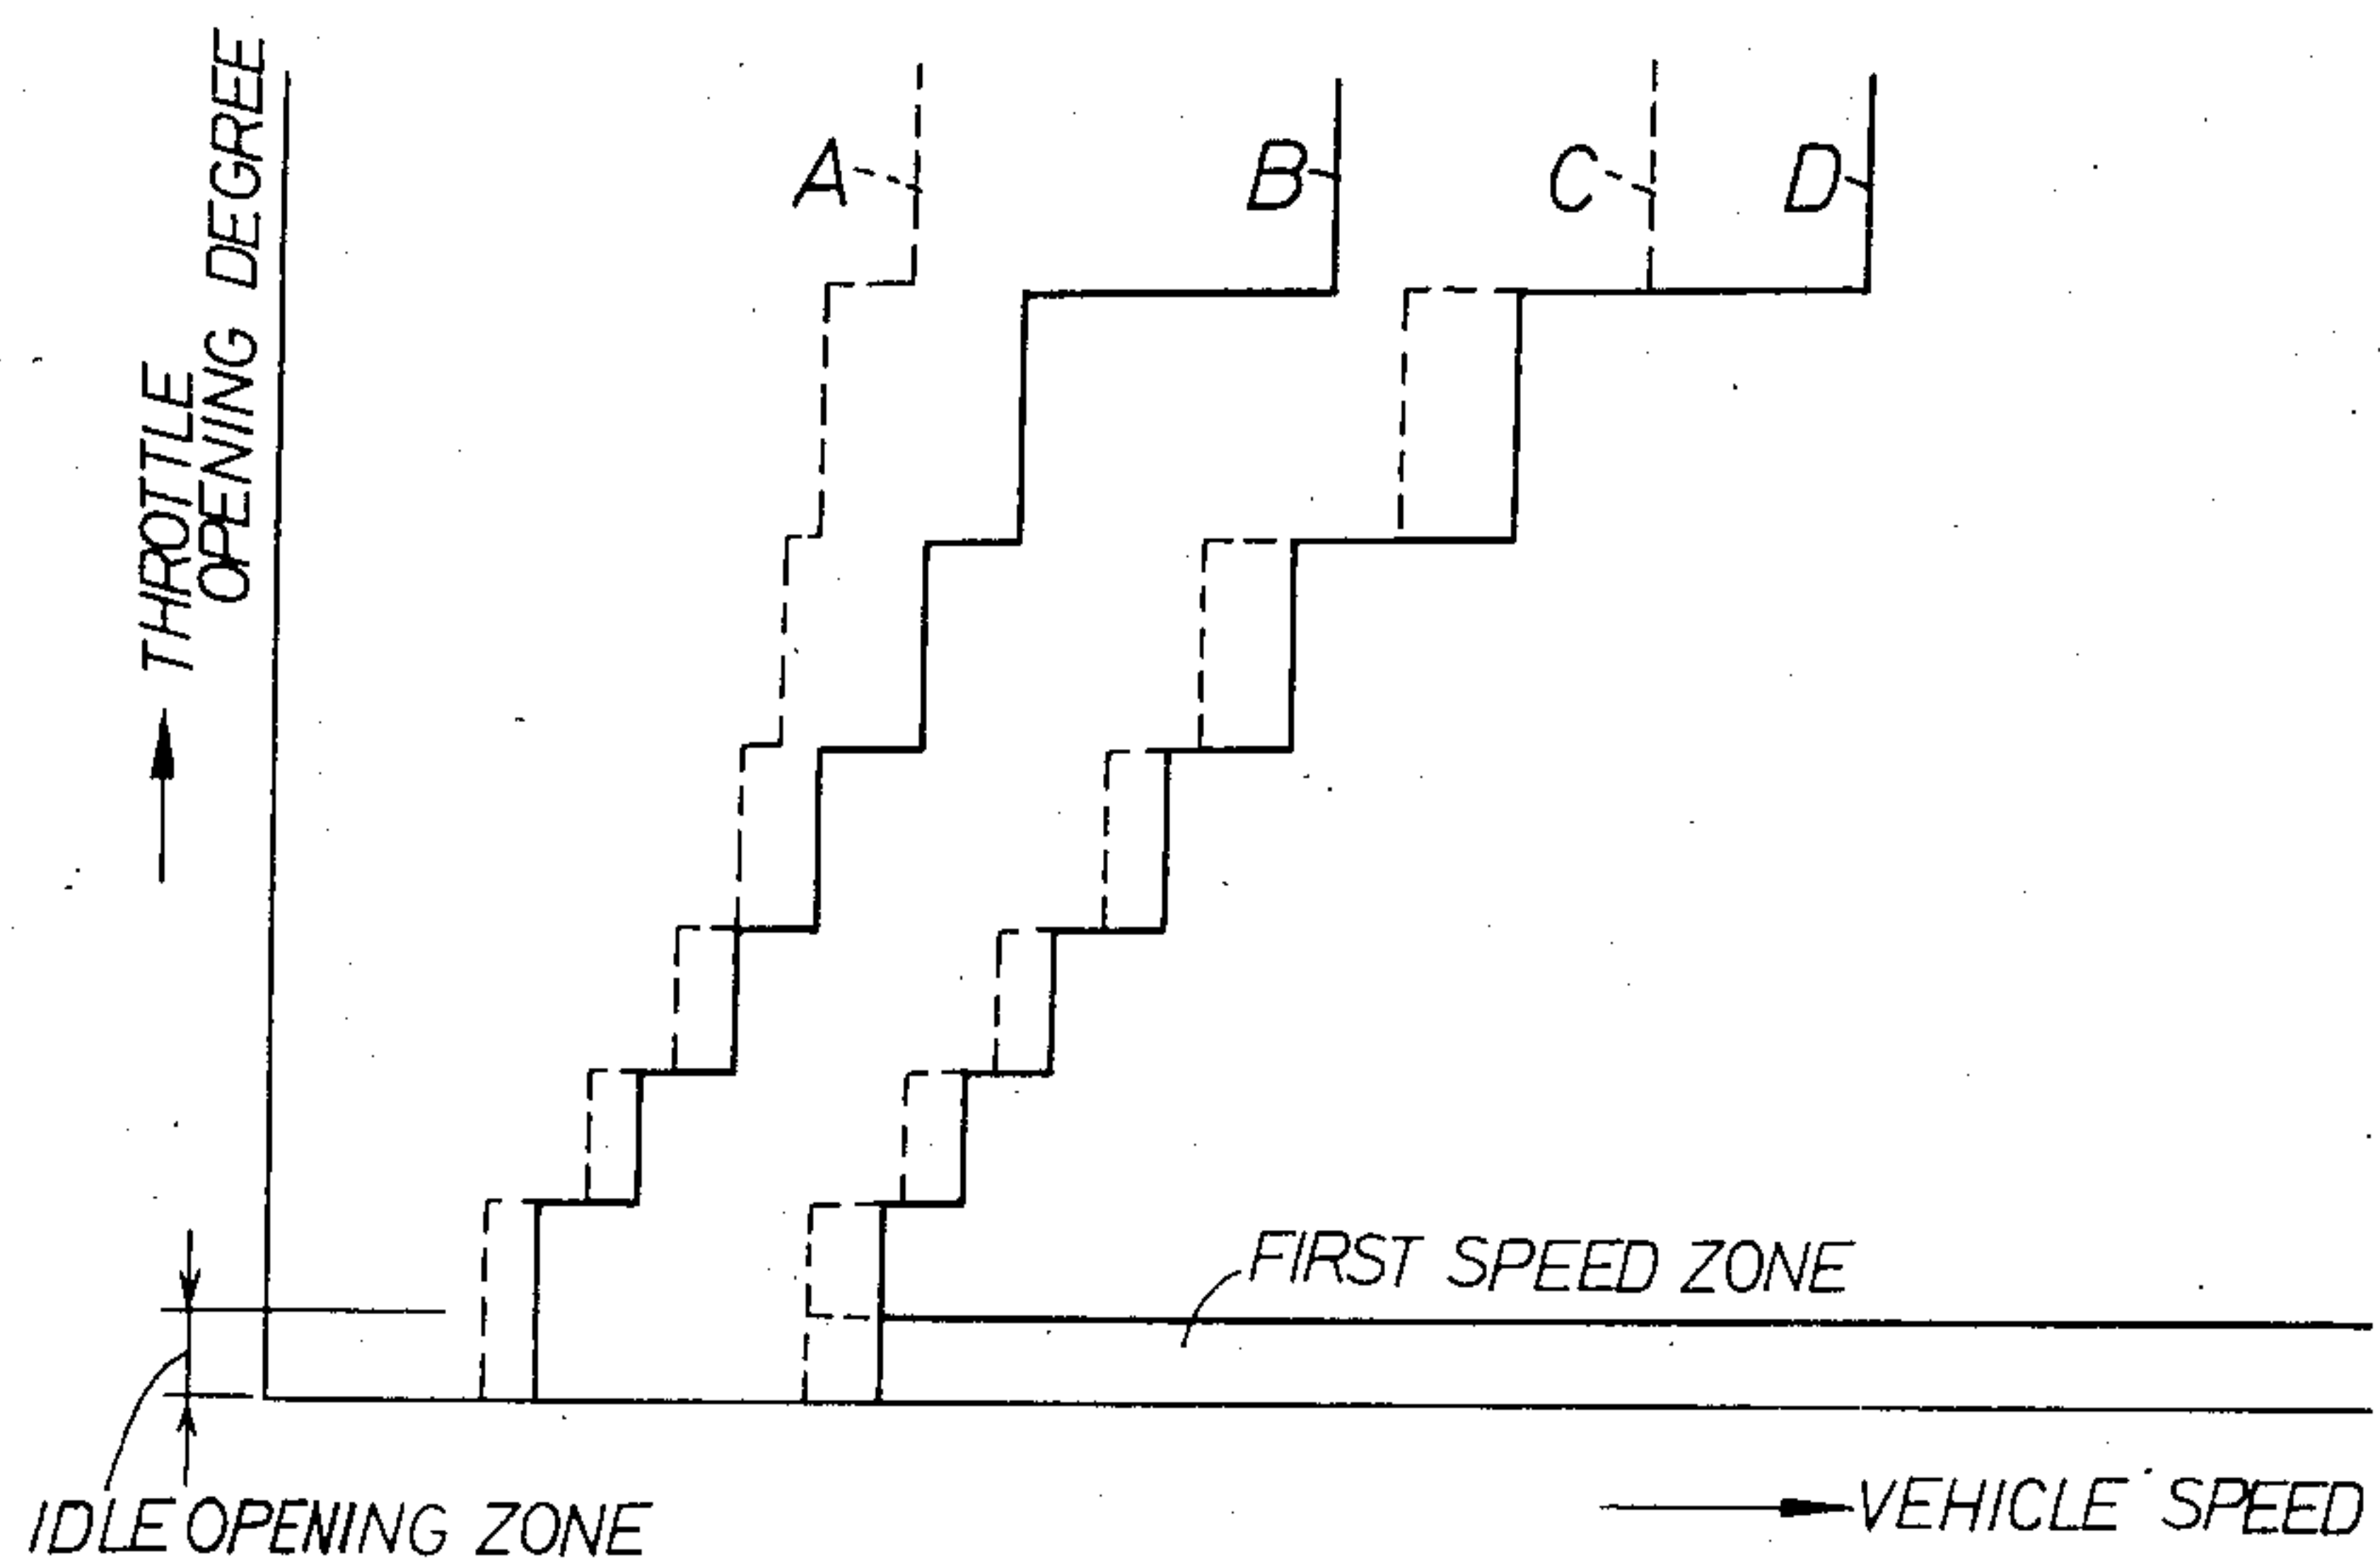 THROTTLE
OPENING DEGREE
A
B
C
D
FIRST SPEED ZONE
IDLE OPENING ZONE
VEHICLE SPEED